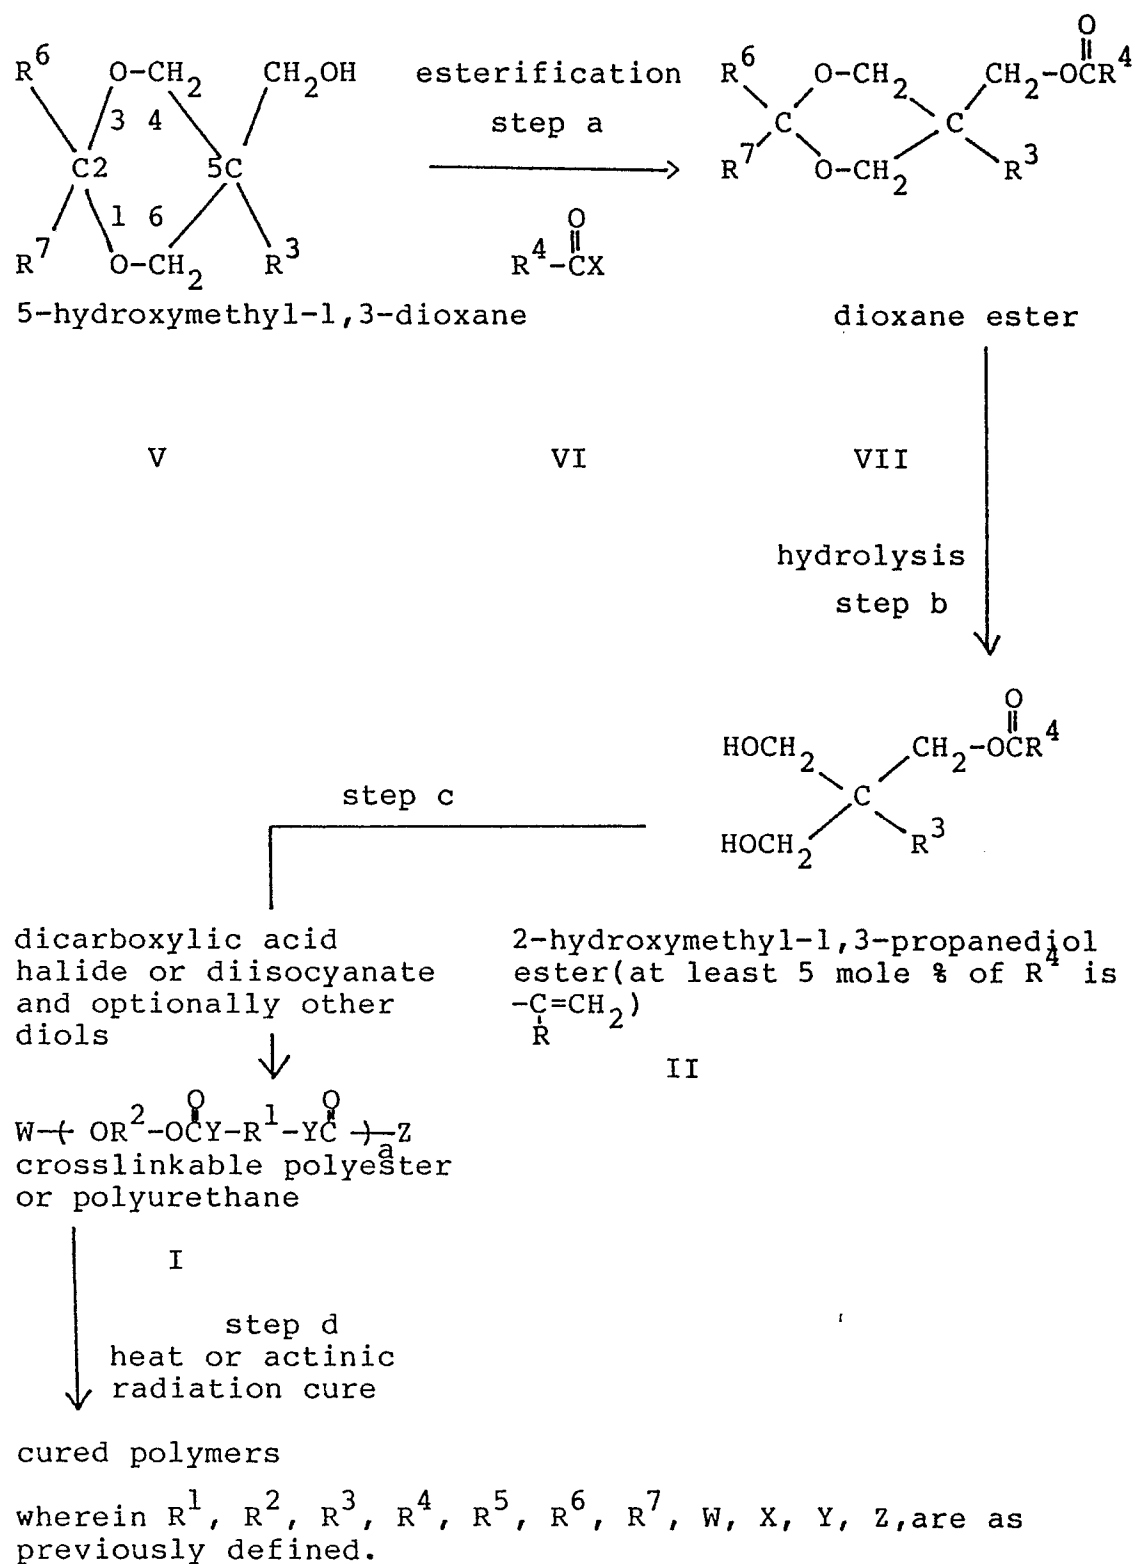 R⁶ O-CH₂ CH₂OH esterification R⁶ O-CH₂ CH₂-OCR⁴
O
3 4 step a
C2 5C C C
R⁷ O-CH₂ R³
1 6 O
R⁷ O-CH₂ R³ R⁴-CX
5-hydroxymethyl-1,3-dioxane dioxane ester
V VI VII
hydrolysis
step b
O
HOCH₂ CH₂-OCR⁴
step c C
HOCH₂ R³
dicarboxylic acid
halide or diisocyanate
and optionally other
diols
2-hydroxymethyl-1,3-propanediol
ester(at least 5 mole % of R⁴ is
-C=CH₂)
R
II
O O
W-( OR²-OCY-R¹-YC )-Z
a
crosslinkable polyester
or polyurethane
I
step d
heat or actinic
radiation cure
cured polymers
wherein R¹, R², R³, R⁴, R⁵, R⁶, R⁷, W, X, Y, Z,are as
previously defined.